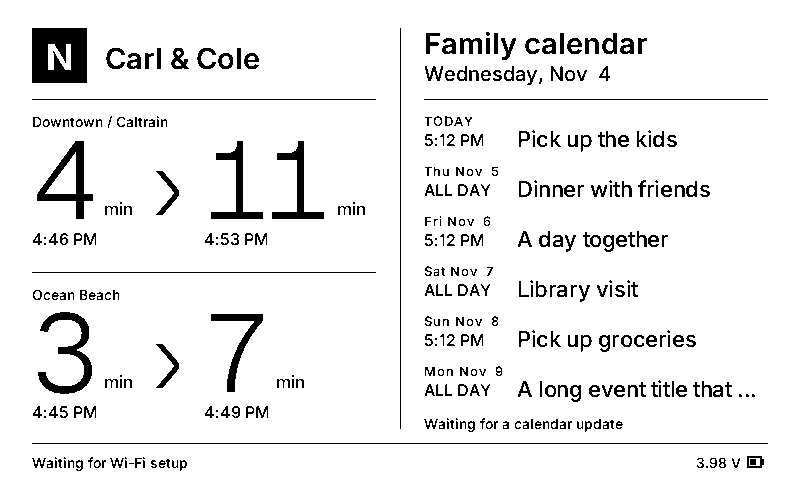 N Carl & Cole
Downtown / Caltrain
4 min > 11 min
4:46 PM 4:53 PM
Ocean Beach
3 min > 7 min
4:45 PM 4:49 PM
Family calendar
Wednesday, Nov 4
TODAY
5:12 PM Pick up the kids
Thu Nov 5
ALL DAY Dinner with friends
Fri Nov 6
5:12 PM A day together
Sat Nov 7
ALL DAY Library visit
Sun Nov 8
5:12 PM Pick up groceries
Mon Nov 9
ALL DAY A long event title that ...
Waiting for a calendar update
Waiting for Wi-Fi setup 3.98 V